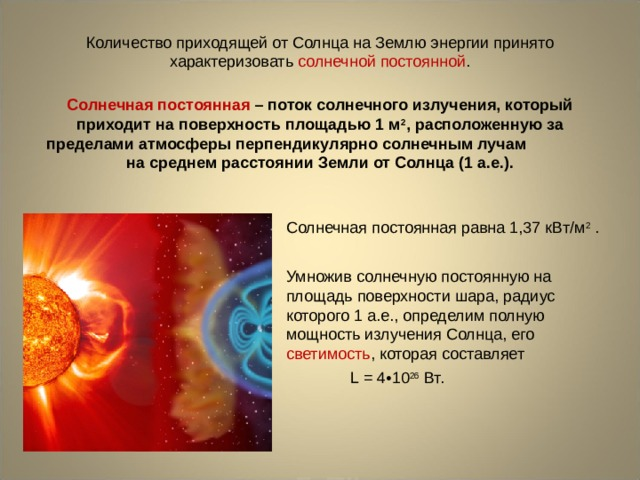 Количество приходящей от Солнца на Землю энергии принято
характеризовать солнечной постоянной.
Солнечная постоянная – поток солнечного излучения, который
приходит на поверхность площадью 1 м², расположенную за
пределами атмосферы перпендикулярно солнечным лучам
на среднем расстоянии Земли от Солнца (1 а.е.).
Солнечная постоянная равна 1,37 кВт/м² .
Умножив солнечную постоянную на
площадь поверхности шара, радиус
которого 1 а.е., определим полную
мощность излучения Солнца, его
светимость, которая составляет
L = 4•10²⁶ Вт.